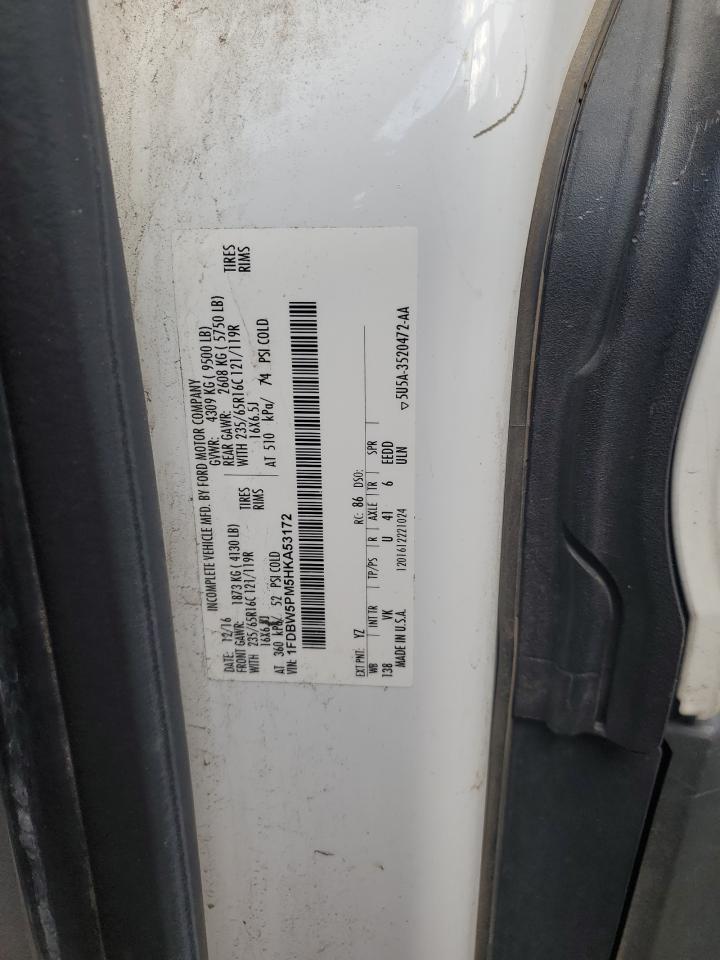 INCOMPLETE VEHICLE MFD. BY FORD MOTOR COMPANY
DATE: 12/16 GVWR: 4309 KG ( 9500 LB)
FRONT GAWR: 1873 KG ( 4130 LB) REAR GAWR: 2608 KG ( 5750 LB)
WITH 235/65R16C 121/119R TIRES WITH 235/65R16C 121/119R TIRES
16X6.5J RIMS 16X6.5J RIMS
AT 360 kPa/ 52 PSI COLD AT 510 kPa/ 74 PSI COLD
VIN: 1FDBW5PM5HKA53172
EXT PNT: YZ RC: 86 DSO:
WB INT TR TP/PS R AXLE TR SPR
138 VK U 41 6 EEDD
MADE IN U.S.A. 1201612221024 ULN
▽5U5A-3520472-AA